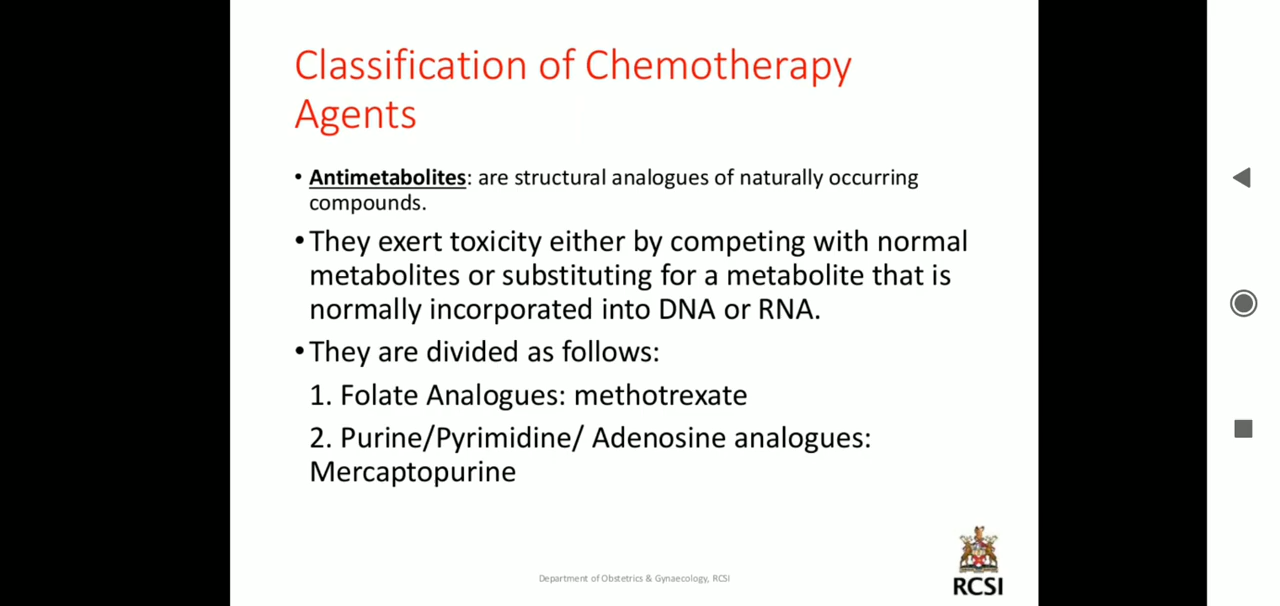 Classification of Chemotherapy
Agents
• Antimetabolites: are structural analogues of naturally occurring
compounds.
• They exert toxicity either by competing with normal
metabolites or substituting for a metabolite that is
normally incorporated into DNA or RNA.
• They are divided as follows:
1. Folate Analogues: methotrexate
2. Purine/Pyrimidine/ Adenosine analogues:
Mercaptopurine
Department of Obstetrics & Gynaecology, RCSI
RCSI